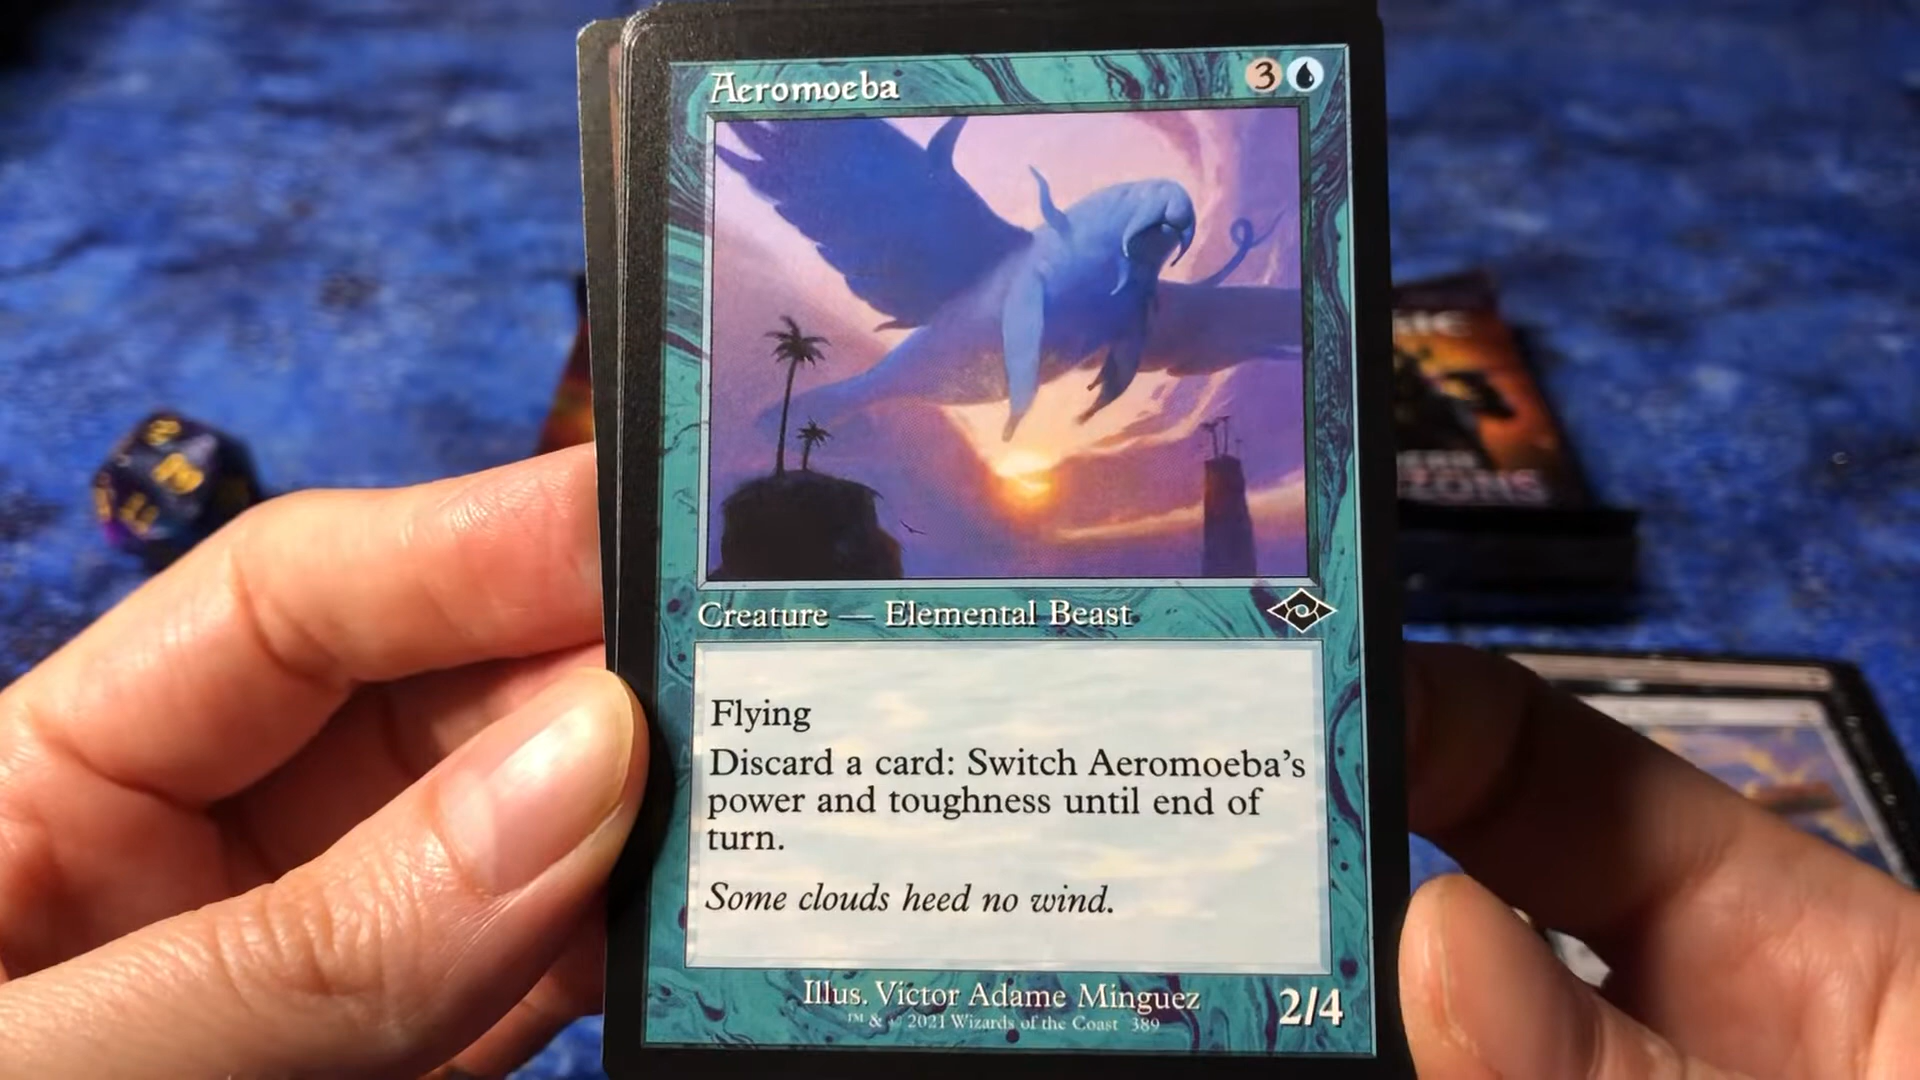 Aeromoeba
3
Creature — Elemental Beast
Flying
Discard a card: Switch Aeromoeba's
power and toughness until end of
turn.
Some clouds heed no wind.
Illus. Victor Adame Minguez
2/4
™ & © 2021 Wizards of the Coast 389
ZONS